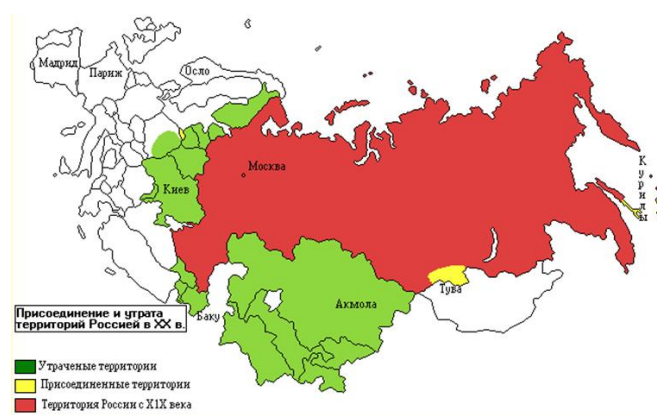 Мадрид
Париж
Осло
Москва
Киев
Курилы
Тува
Акмола
Баку
Присоединение и утрата
территорий Россией в XX в.
Утраченые территории
Присоединенные территории
Территория России с X1X века